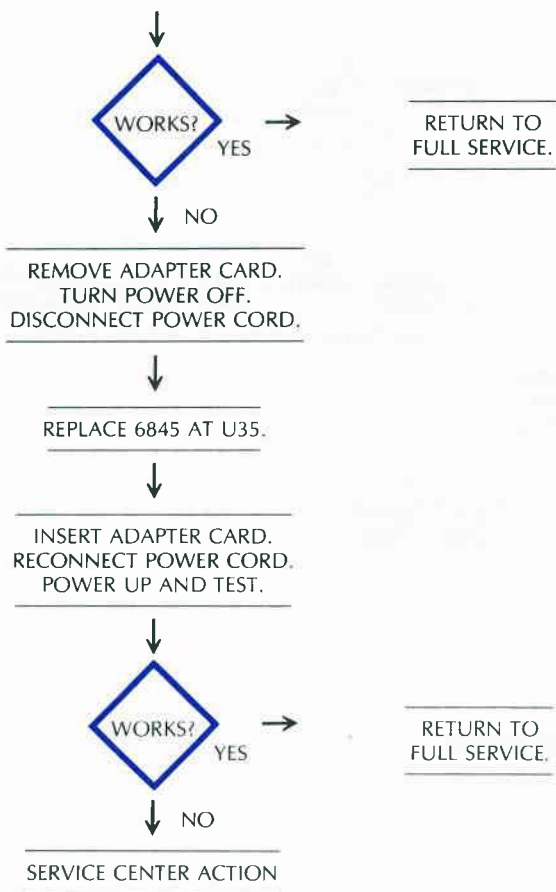 WORKS?
YES
RETURN TO
FULL SERVICE.
NO
REMOVE ADAPTER CARD.
TURN POWER OFF.
DISCONNECT POWER CORD.
REPLACE 6845 AT U35.
INSERT ADAPTER CARD.
RECONNECT POWER CORD.
POWER UP AND TEST.
WORKS?
YES
RETURN TO
FULL SERVICE.
NO
SERVICE CENTER ACTION